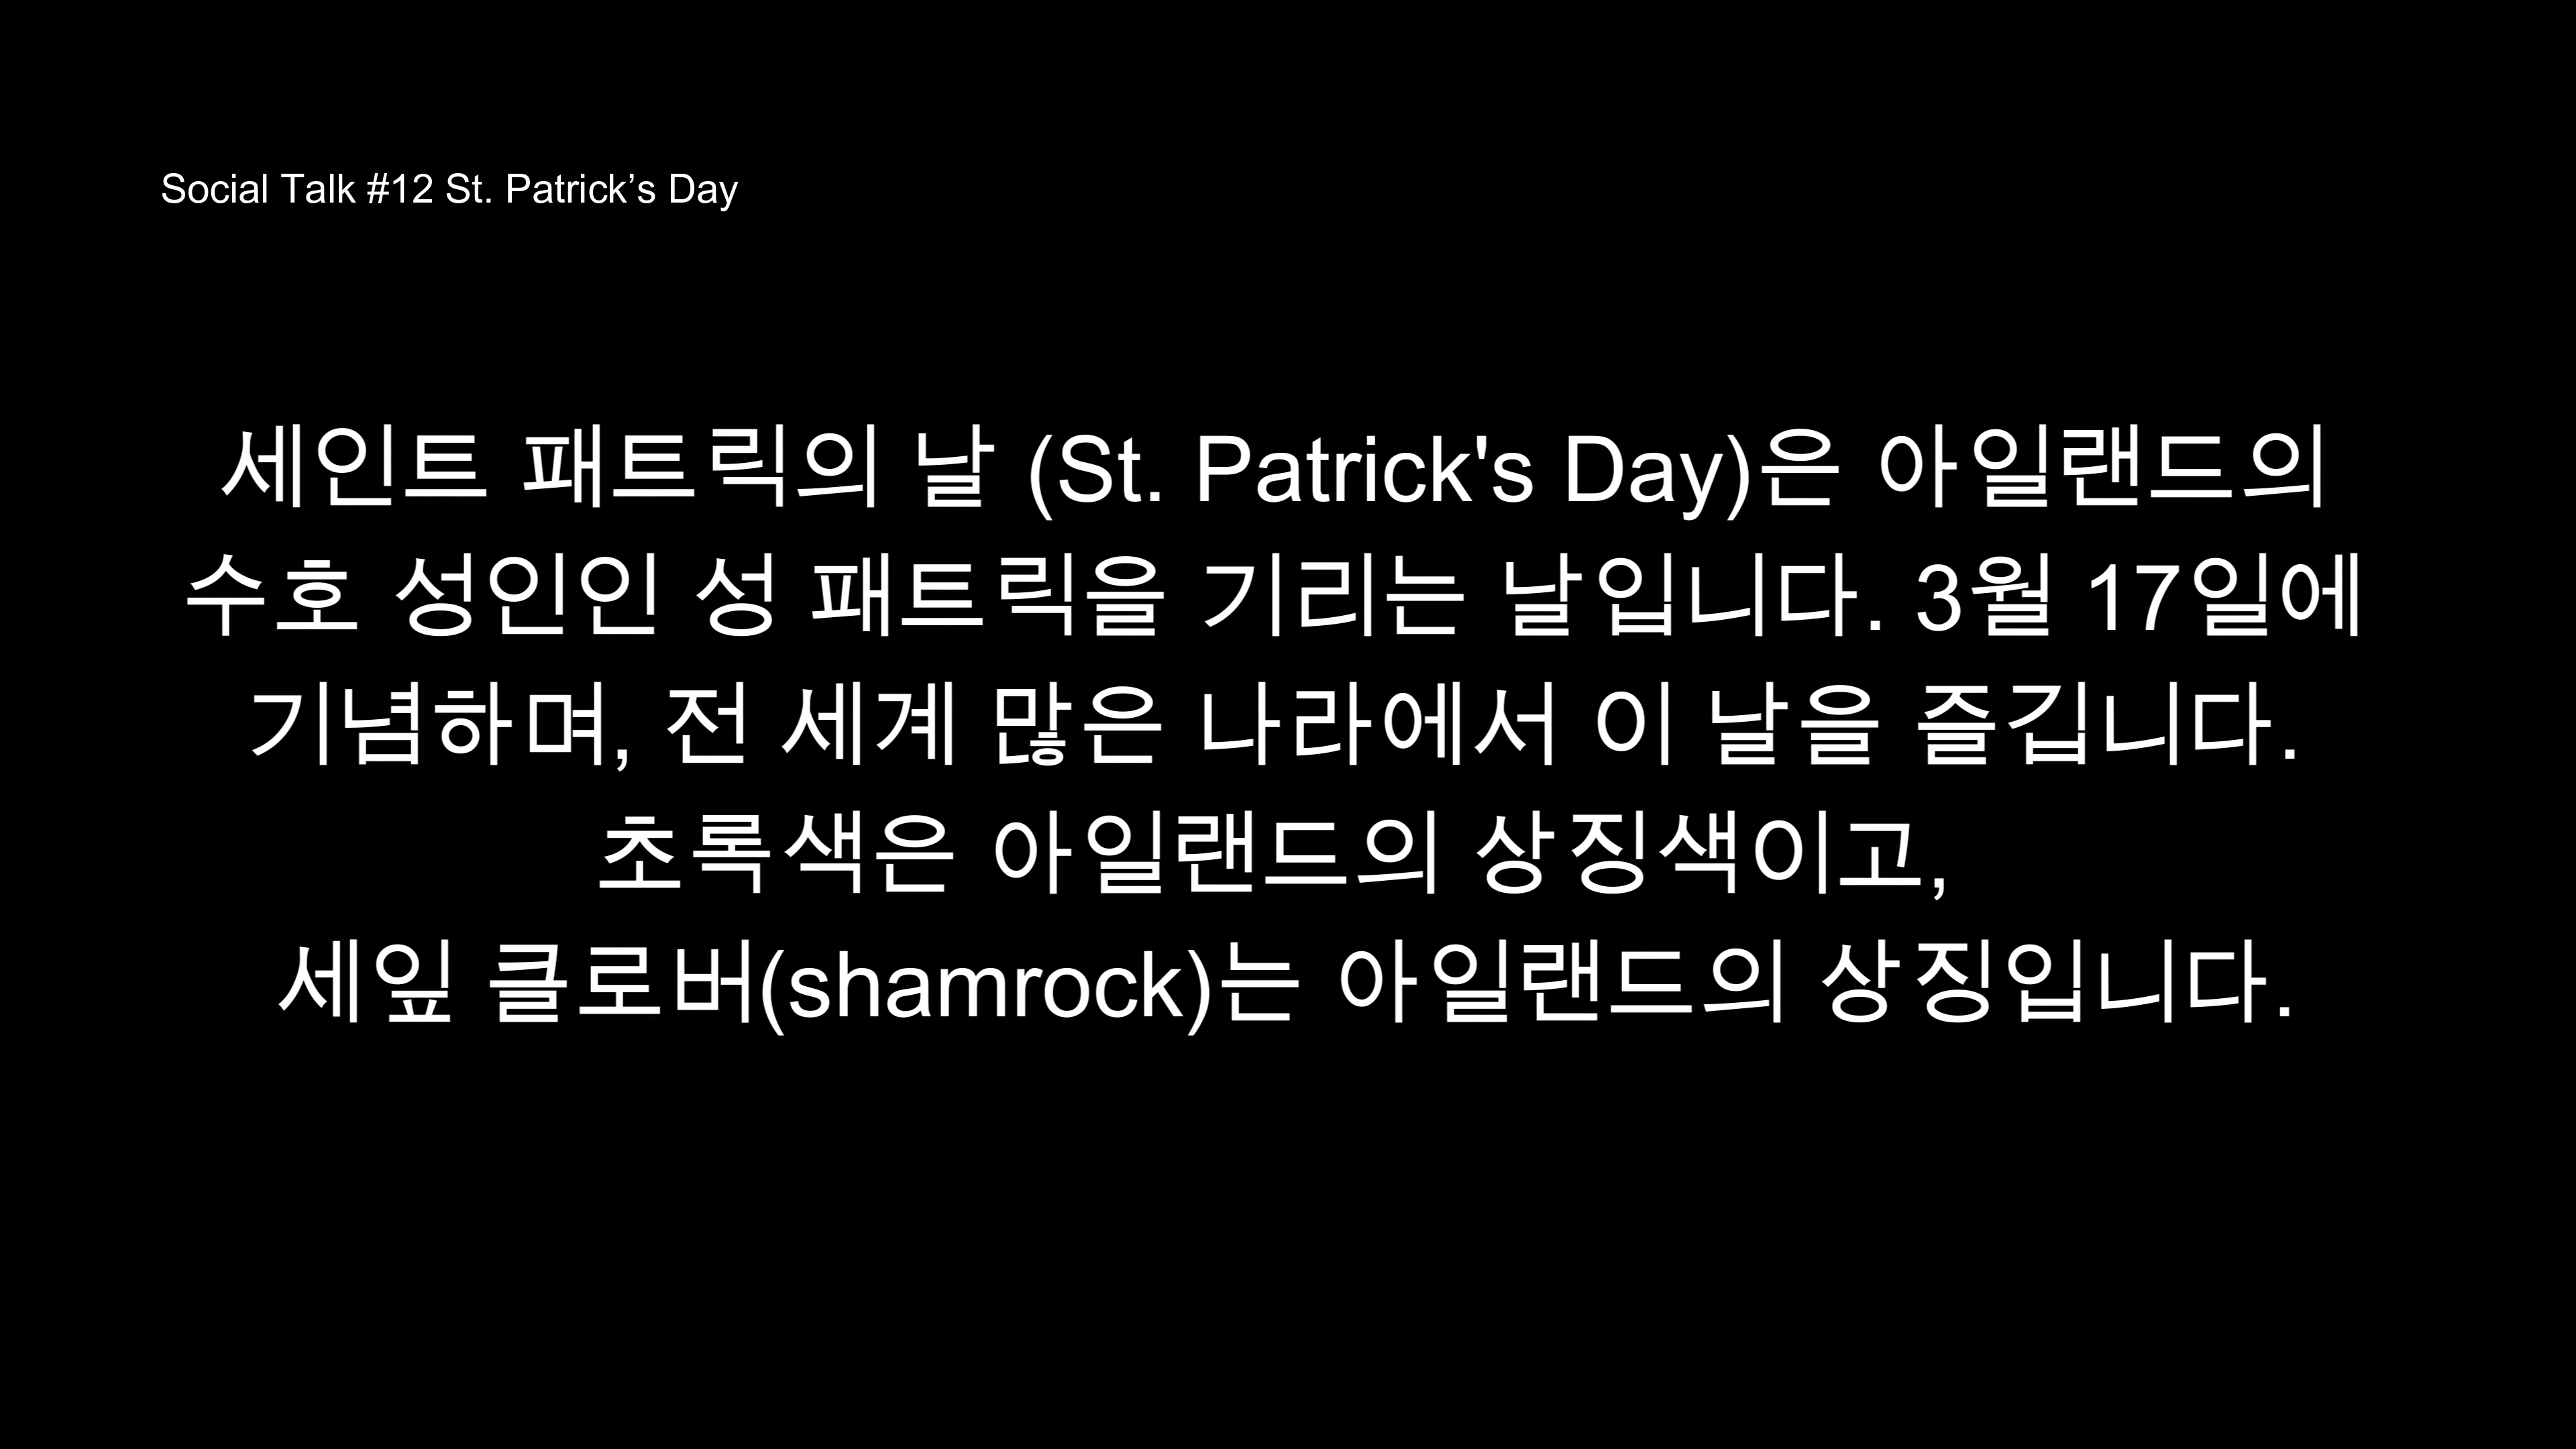 Social Talk #12 St. Patrick’s Day
세인트 패트릭의 날 (St. Patrick's Day)은 아일랜드의
수호 성인인 성 패트릭을 기리는 날입니다. 3월 17일에
기념하며, 전 세계 많은 나라에서 이 날을 즐깁니다.
초록색은 아일랜드의 상징색이고,
세잎 클로버(shamrock)는 아일랜드의 상징입니다.